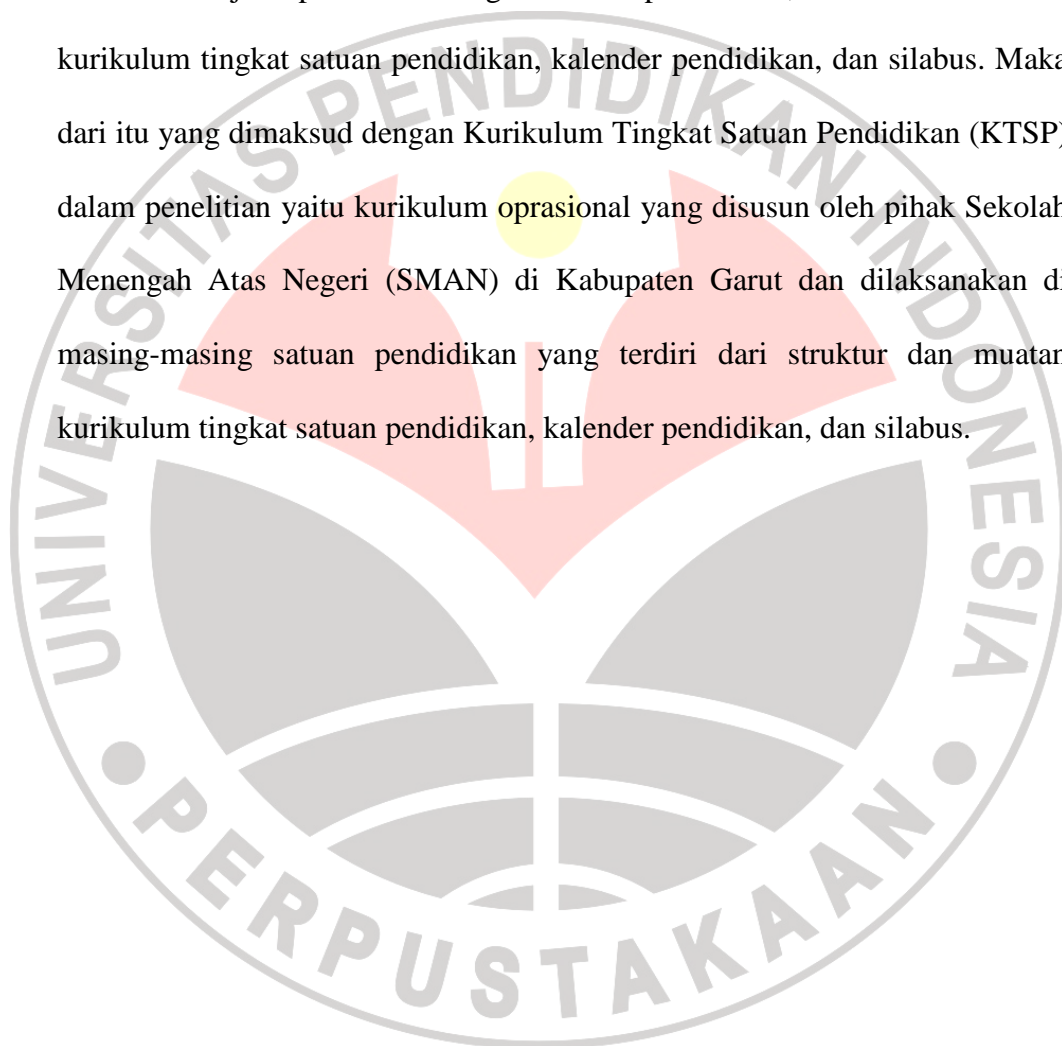 kurikulum tingkat satuan pendidikan, kalender pendidikan, dan silabus. Maka
dari itu yang dimaksud dengan Kurikulum Tingkat Satuan Pendidikan (KTSP)
dalam penelitian yaitu kurikulum oprasional yang disusun oleh pihak Sekolah
Menengah Atas Negeri (SMAN) di Kabupaten Garut dan dilaksanakan di
masing-masing satuan pendidikan yang terdiri dari struktur dan muatan
kurikulum tingkat satuan pendidikan, kalender pendidikan, dan silabus.
UNIVERSITAS PENDIDIKAN INDONESIA
PERPUSTAKAAN